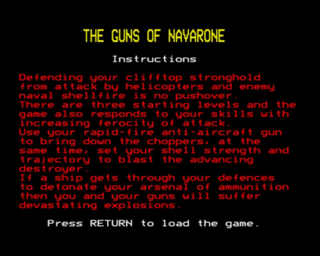 THE GUNS OF NAVARONE
Instructions
Defending your clifftop stronghold
from attack by helicopters and enemy
naval shellfire is no pushover.
There are three starting levels and the
game also responds to your skills with
increasing ferocity of attack.
Use your rapid-fire anti-aircraft gun
to bring down the choppers, at the
same time, set your shell strength and
trajectory to blast the advancing
destroyer.
If a ship gets through your defences
to detonate your arsenal of ammunition
then you and your guns will suffer
devastating explosions.
Press RETURN to load the game.